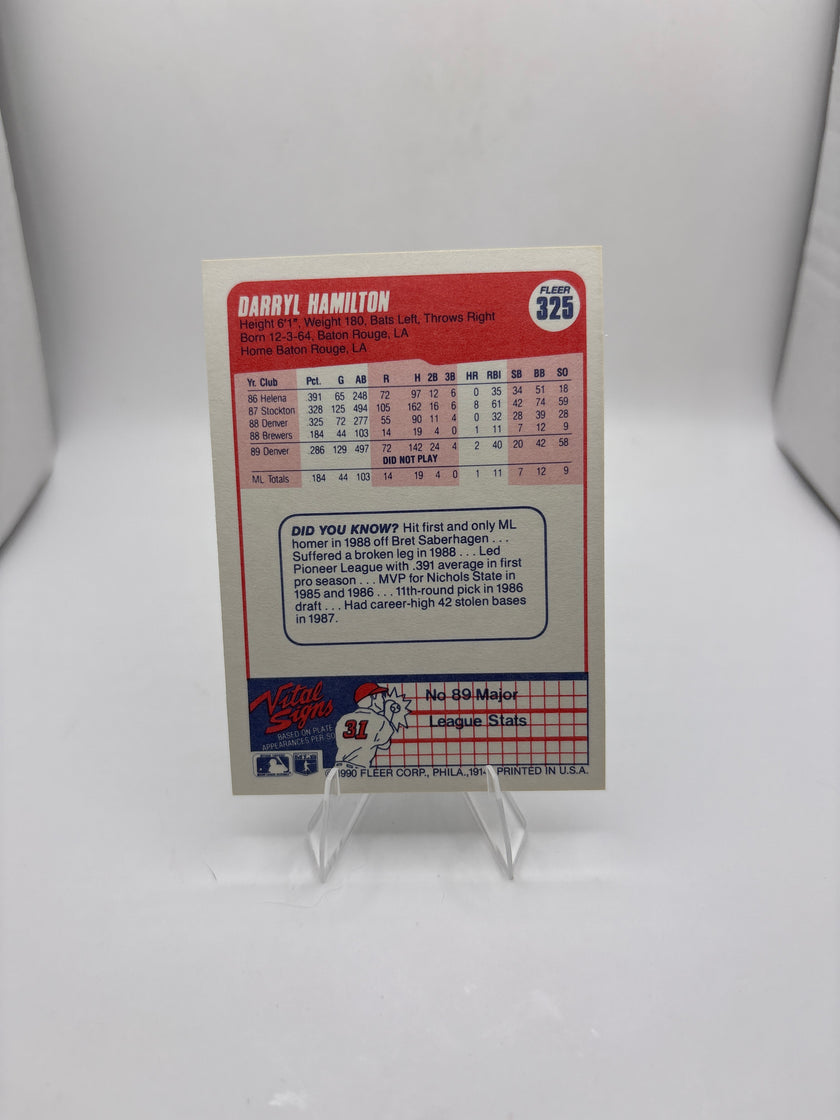 DARRYL HAMILTON
FLEER
325
Height 6'1", Weight 180, Bats Left, Throws Right
Born 12-3-64, Baton Rouge, LA
Home Baton Rouge, LA
Yr. Club Pct. G AB R H 2B 3B HR RBI SB BB SO
86 Helena .391 65 248 72 97 12 6 0 35 34 51 18
87 Stockton .328 125 494 105 162 16 6 8 61 42 74 59
88 Denver .325 72 277 55 90 11 4 0 32 28 39 28
88 Brewers .184 44 103 14 19 4 0 1 11 7 12 9
89 Denver .286 129 497 72 142 24 4 2 40 20 42 58
DID NOT PLAY
ML Totals .184 44 103 14 19 4 0 1 11 7 12 9
DID YOU KNOW? Hit first and only ML
homer in 1988 off Bret Saberhagen . . .
Suffered a broken leg in 1988 . . . Led
Pioneer League with .391 average in first
pro season . . . MVP for Nichols State in
1985 and 1986 . . . 11th-round pick in 1986
draft . . . Had career-high 42 stolen bases
in 1987.
Vital
Signs
BASED ON PLATE
APPEARANCES PER SO
31
No 89 Major
League Stats
© 1990 FLEER CORP., PHILA., 1914 PRINTED IN U.S.A.